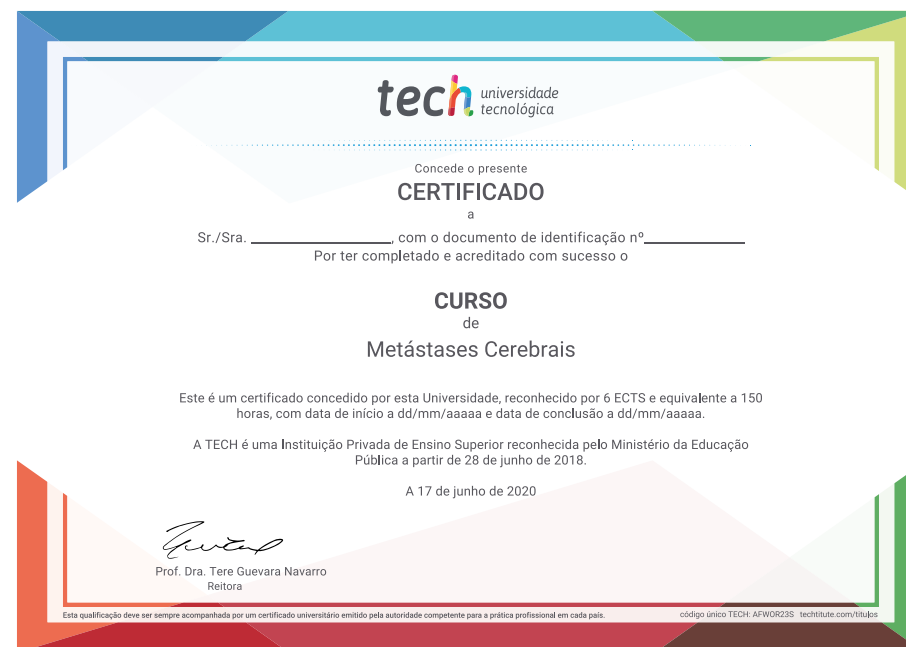 tech universidade
tecnológica
Concede o presente
CERTIFICADO
a
Sr./Sra. ____________________, com o documento de identificação nº______________
Por ter completado e acreditado com sucesso o
CURSO
de
Metástases Cerebrais
Este é um certificado concedido por esta Universidade, reconhecido por 6 ECTS e equivalente a 150
horas, com data de início a dd/mm/aaaaa e data de conclusão a dd/mm/aaaaa.
A TECH é uma Instituição Privada de Ensino Superior reconhecida pelo Ministério da Educação
Pública a partir de 28 de junho de 2018.
A 17 de junho de 2020
Prof. Dra. Tere Guevara Navarro
Reitora
Esta qualificação deve ser sempre acompanhada por um certificado universitário emitido pela autoridade competente para a prática profissional em cada país.
código único TECH: AFWOR23S techtitute.com/titulos